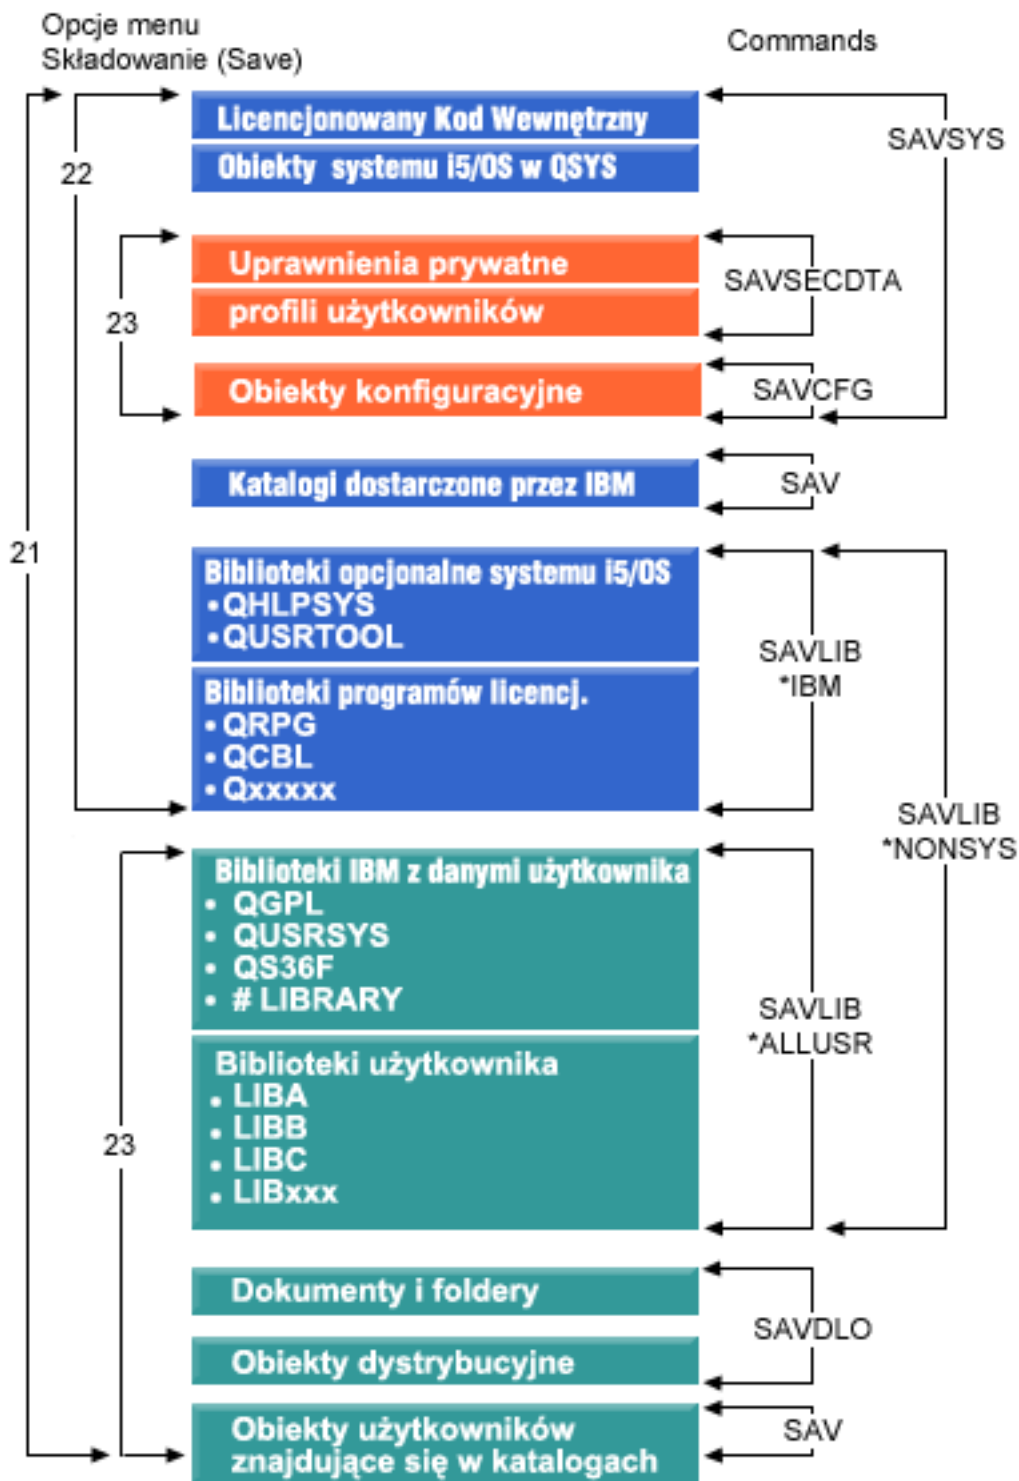 Opcje menu
Składowanie (Save)
Commands
Licencjonowany Kod Wewnętrzny
Obiekty systemu i5/OS w QSYS
SAVSYS
22
Uprawnienia prywatne
profili użytkowników
SAVSECDTA
23
Obiekty konfiguracyjne
SAVCFG
Katalogi dostarczone przez IBM
SAV
21
Biblioteki opcjonalne systemu i5/OS
•QHLPSYS
•QUSRTOOL
SAVLIB
*IBM
Biblioteki programów licencj.
• QRPG
• QCBL
• Qxxxxx
SAVLIB
*NONSYS
Biblioteki IBM z danymi użytkownika
• QGPL
• QUSRSYS
• QS36F
• # LIBRARY
SAVLIB
*ALLUSR
Biblioteki użytkownika
. LIBA
. LIBB
. LIBC
. LIBxxx
23
Dokumenty i foldery
SAVDLO
Obiekty dystrybucyjne
Obiekty użytkowników
znajdujące się w katalogach
SAV